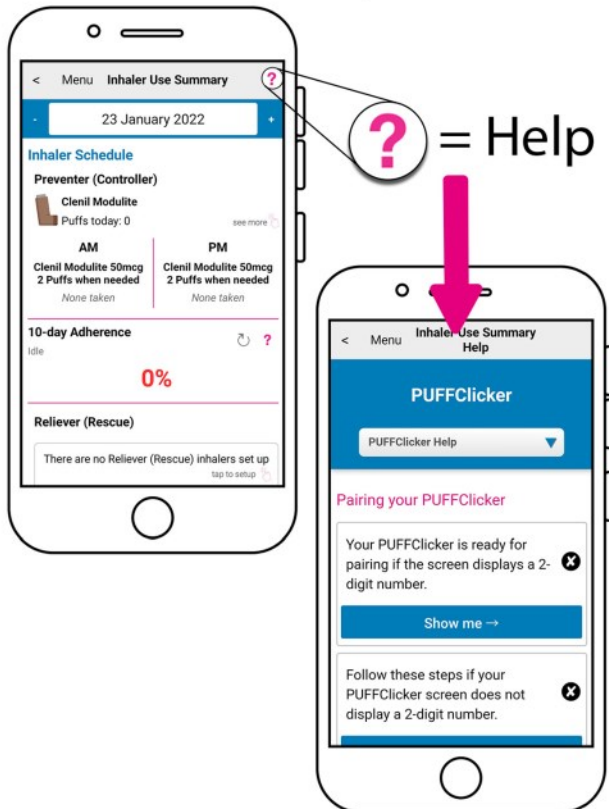 < Menu Inhaler Use Summary ?
- 23 January 2022 +
Inhaler Schedule
Preventer (Controller)
Clenil Modulite
Puffs today: 0
see more
AM
Clenil Modulite 50mcg
2 Puffs when needed
None taken
PM
Clenil Modulite 50mcg
2 Puffs when needed
None taken
10-day Adherence
?
Idle
0%
Reliever (Rescue)
There are no Reliever (Rescue) inhalers set up
tap to setup
? = Help
< Menu Inhaler Use Summary
Help
PUFFClicker
PUFFClicker Help
Pairing your PUFFClicker
Your PUFFClicker is ready for
pairing if the screen displays a 2-
digit number.
Show me →
Follow these steps if your
PUFFClicker screen does not
display a 2-digit number.